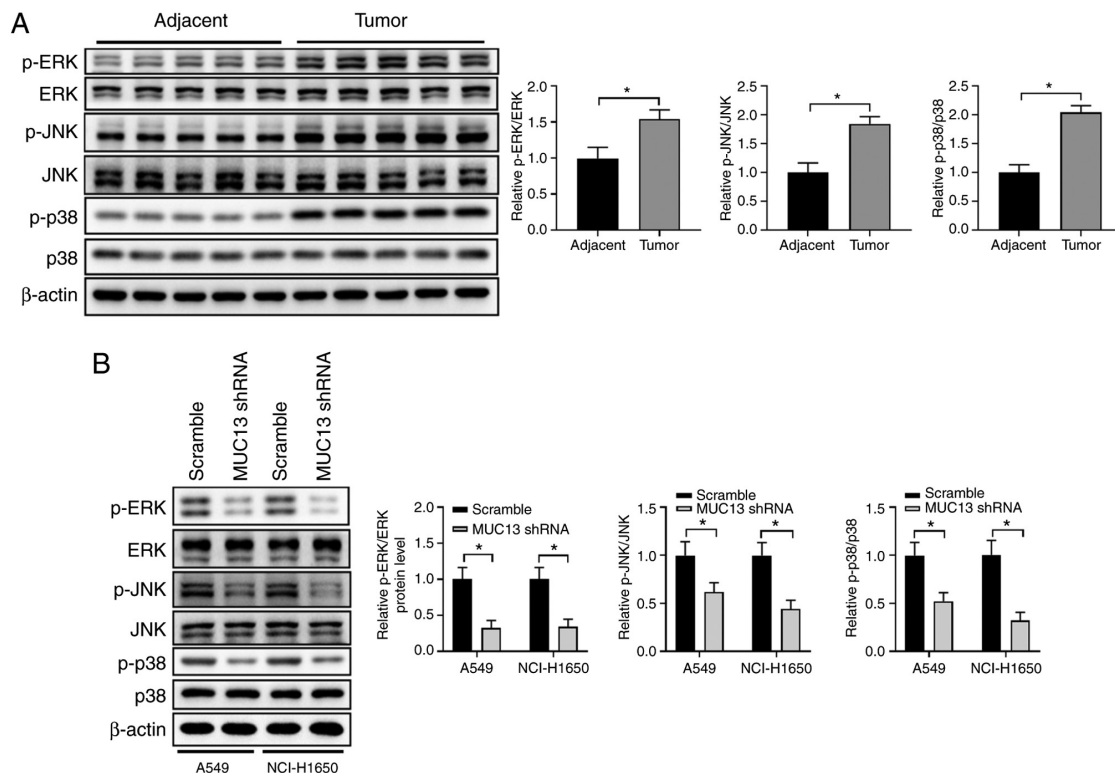 A
Adjacent Tumor
p-ERK
ERK
p-JNK
JNK
p-p38
p38
β-actin
Relative p-ERK/ERK
2.0
1.5
1.0
0.5
0.0
*
Adjacent Tumor
Relative p-JNK/JNK
2.5
2.0
1.5
1.0
0.5
0.0
*
Adjacent Tumor
Relative p-p38/p38
2.5
2.0
1.5
1.0
0.5
0.0
*
Adjacent Tumor
B
Scramble
MUC13 shRNA
Scramble
MUC13 shRNA
p-ERK
ERK
p-JNK
JNK
p-p38
p38
β-actin
A549 NCI-H1650
Relative p-ERK/ERK
protein level
2.0
1.5
1.0
0.5
0.0
Scramble
MUC13 shRNA
* *
A549 NCI-H1650
Relative p-JNK/JNK
1.5
1.0
0.5
0.0
Scramble
MUC13 shRNA
* *
A549 NCI-H1650
Relative p-p38/p38
1.5
1.0
0.5
0.0
Scramble
MUC13 shRNA
* *
A549 NCI-H1650